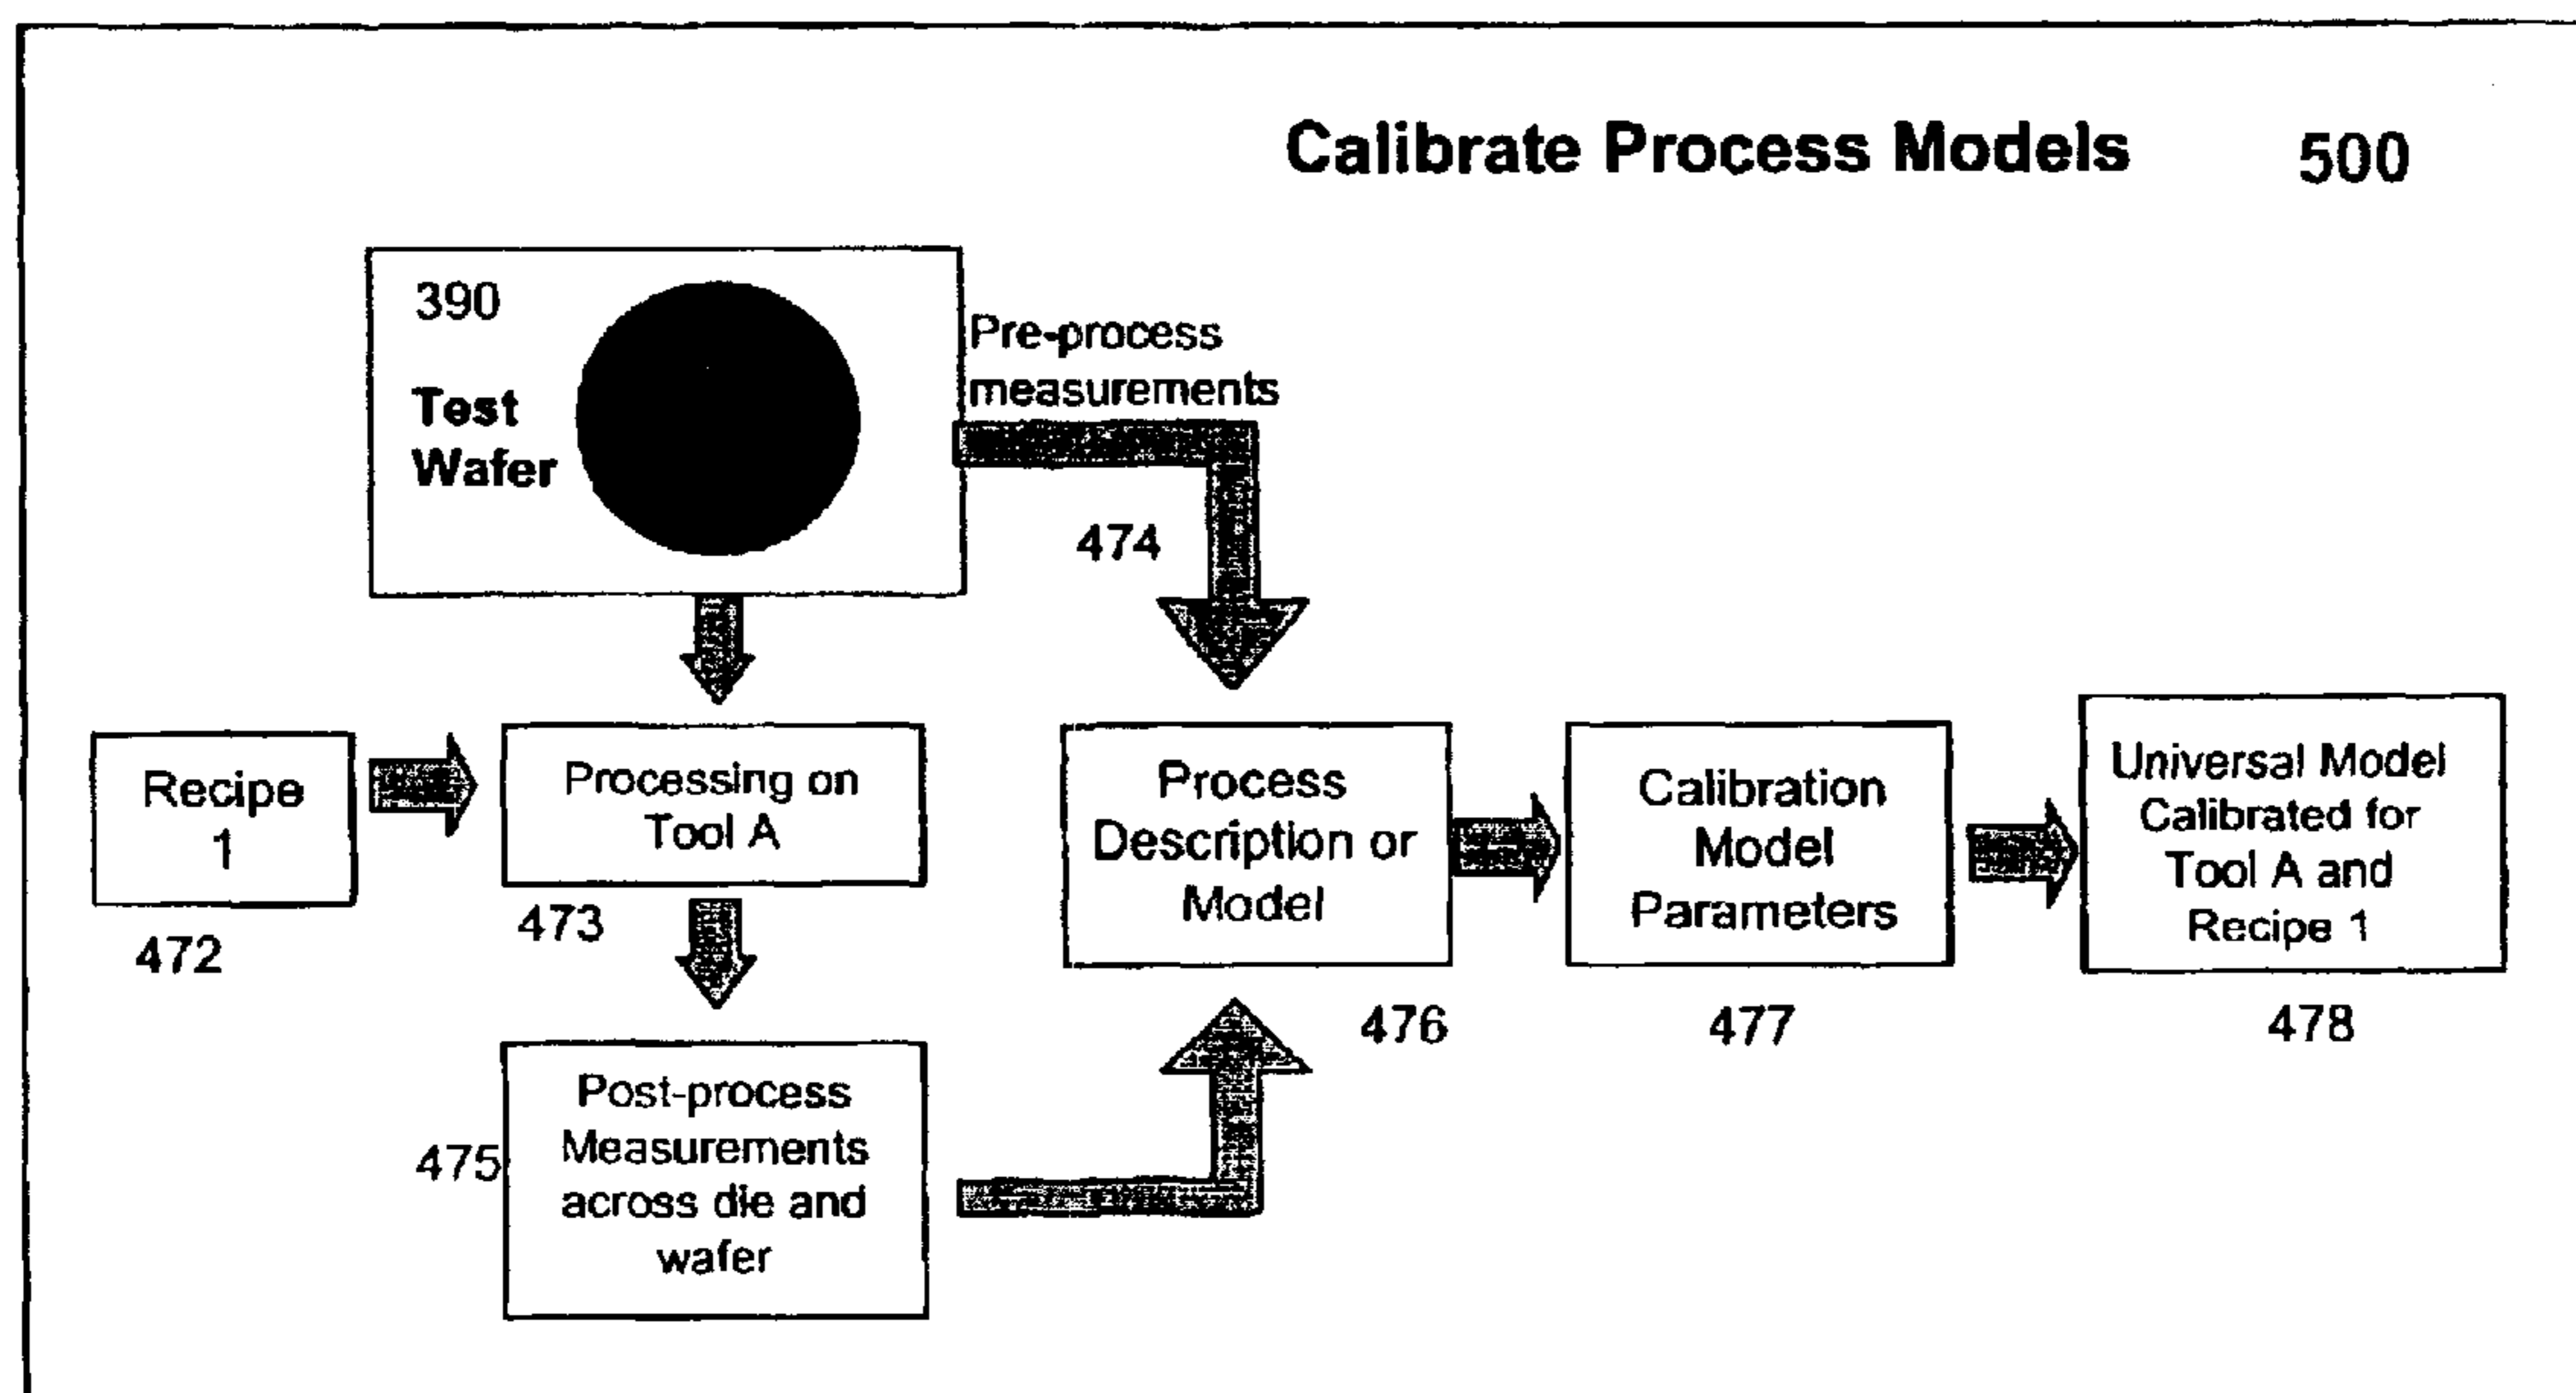 Calibrate Process Models 500
390
Test
Wafer
Pre-process
measurements
474
Recipe
1
472
Processing on
Tool A
473
Process
Description or
Model
476
Calibration
Model
Parameters
477
Universal Model
Calibrated for
Tool A and
Recipe 1
478
Post-process
Measurements
across die and
wafer
475